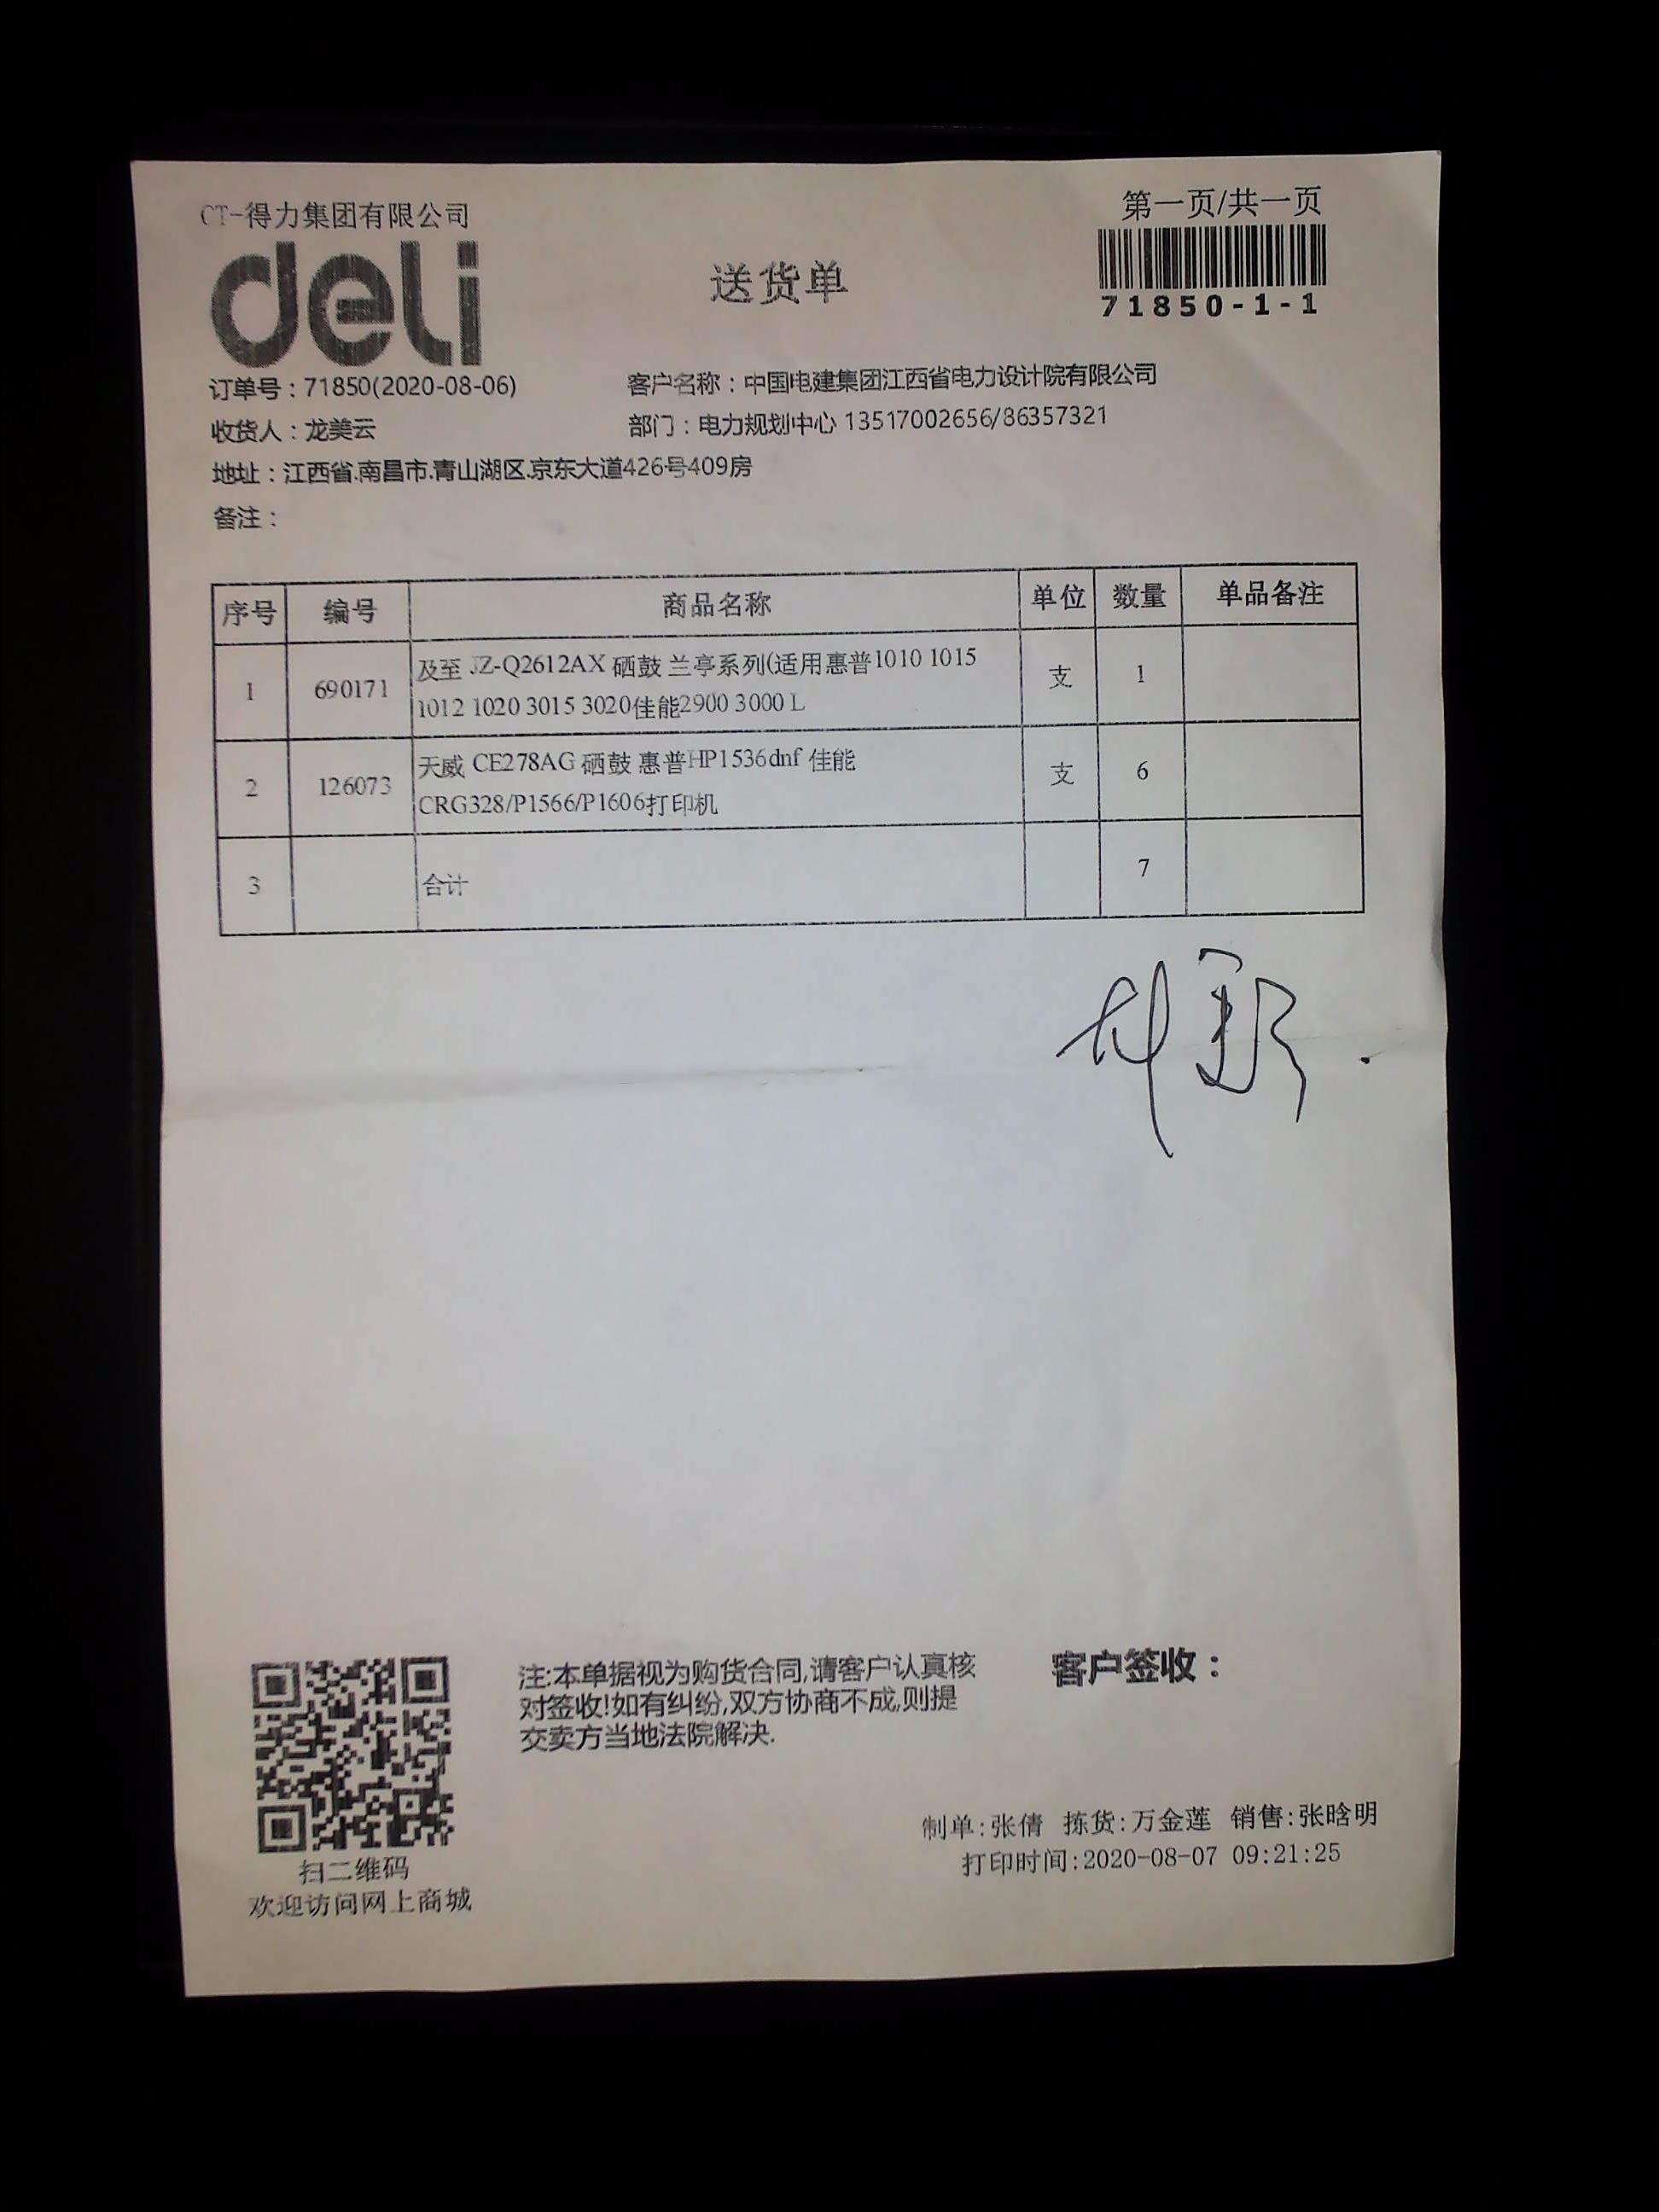 CT-得力集团有限公司
第一页/共一页
deli
送货单
71850-1-1
订单号：71850(2020-08-06)
客户名称：中国电建集团江西省电力设计院有限公司
收货人：龙美云
部门：电力规划中心 13517002656/86357321
地址：江西省.南昌市.青山湖区.京东大道426号409房
备注：
序号 编号 商品名称 单位 数量 单品备注
1 690171 及至 JZ-Q2612AX 硒鼓 兰亭系列(适用惠普1010 1015 支 1
1012 1020 3015 3020佳能2900 3000 L
2 126073 天威 CE278AG 硒鼓 惠普HP1536dnf 佳能 支 6
CRG328/P1566/P1606打印机
3 合计 7
注:本单据视为购货合同,请客户认真核
对签收!如有纠纷,双方协商不成,则提
交卖方当地法院解决.
客户签收：
制单:张倩 拣货:万金莲 销售:张晗明
打印时间:2020-08-07 09:21:25
扫二维码
欢迎访问网上商城